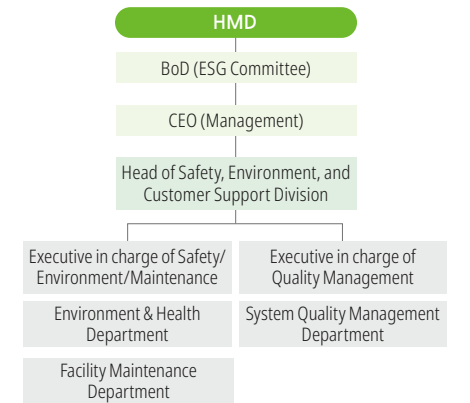 HMD
BoD (ESG Committee)
CEO (Management)
Head of Safety, Environment, and
Customer Support Division
Executive in charge of Safety/
Environment/Maintenance
Executive in charge of
Quality Management
Environment & Health
Department
System Quality Management
Department
Facility Maintenance
Department